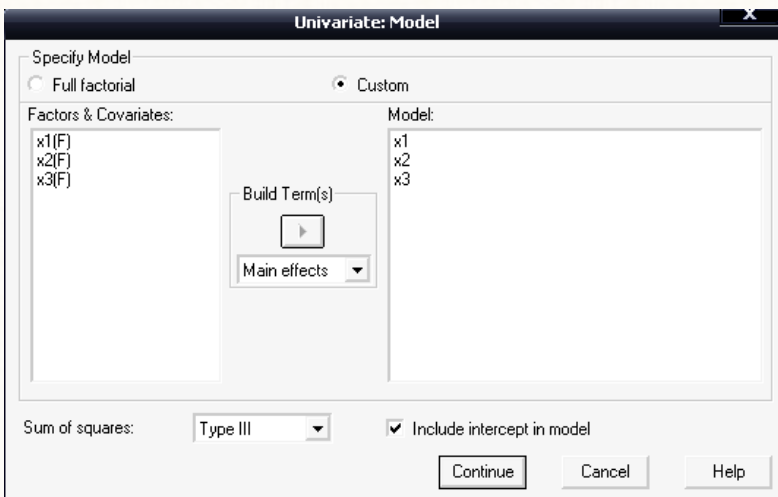 Univariate: Model
X
Specify Model
Full factorial
Custom
Factors & Covariates:
x1(F)
x2(F)
x3(F)
Build Term(s)
Main effects
Model:
x1
x2
x3
Sum of squares:
Type III
Include intercept in model
Continue
Cancel
Help